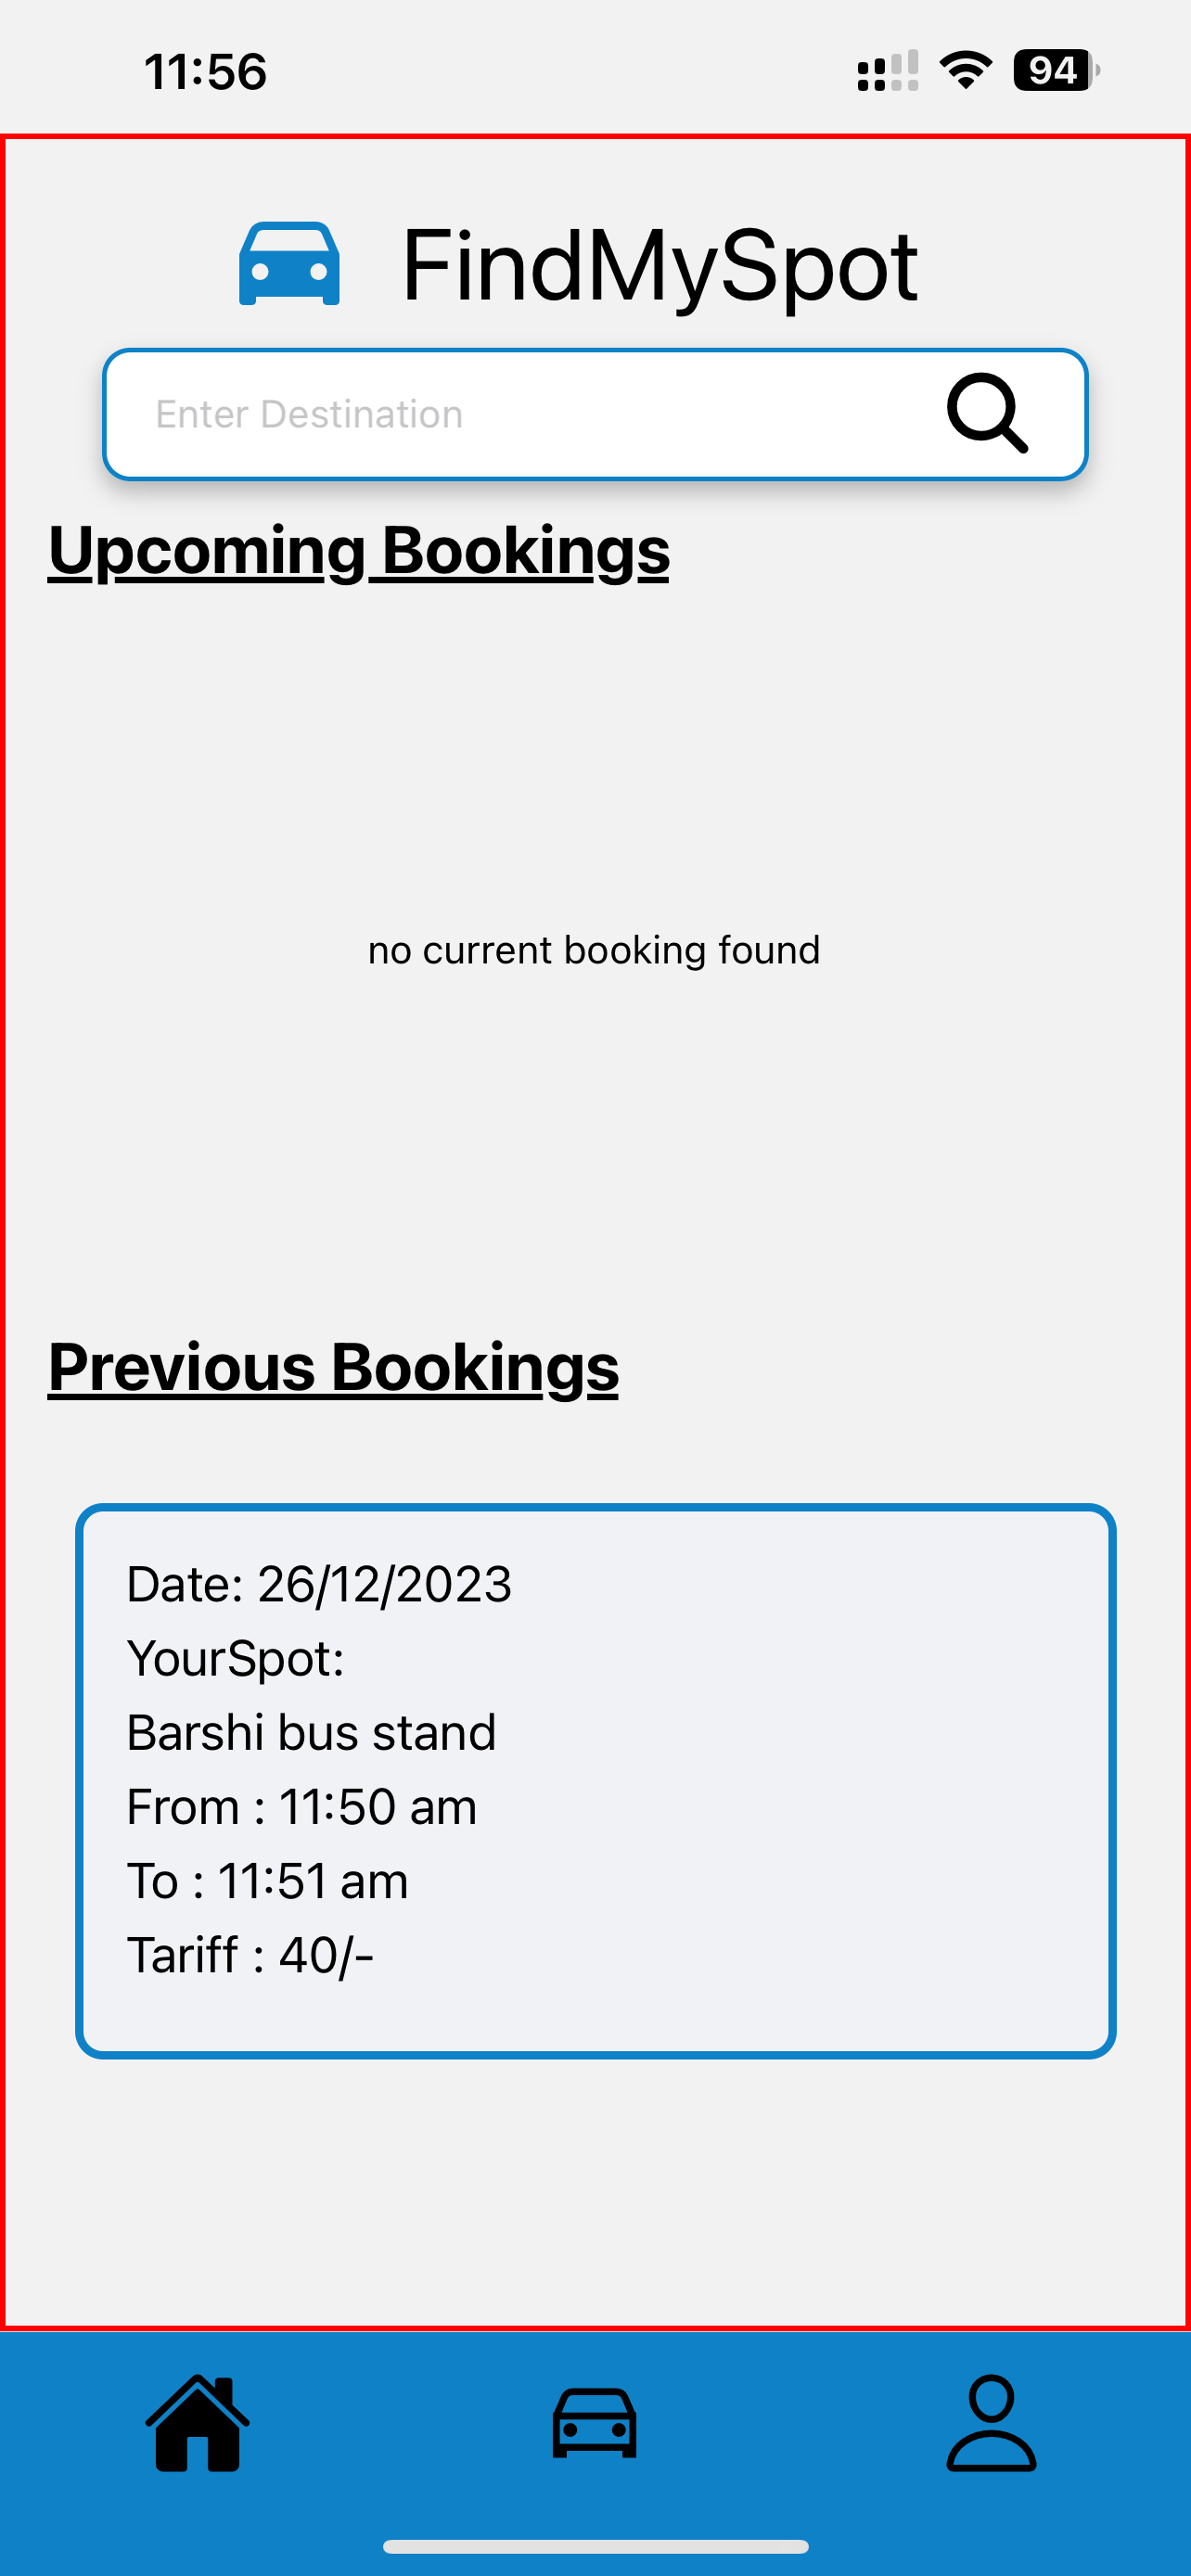 11:56
94
FindMySpot
Enter Destination
Upcoming Bookings
no current booking found
Previous Bookings
Date: 26/12/2023
YourSpot:
Barshi bus stand
From : 11:50 am
To : 11:51 am
Tariff : 40/-